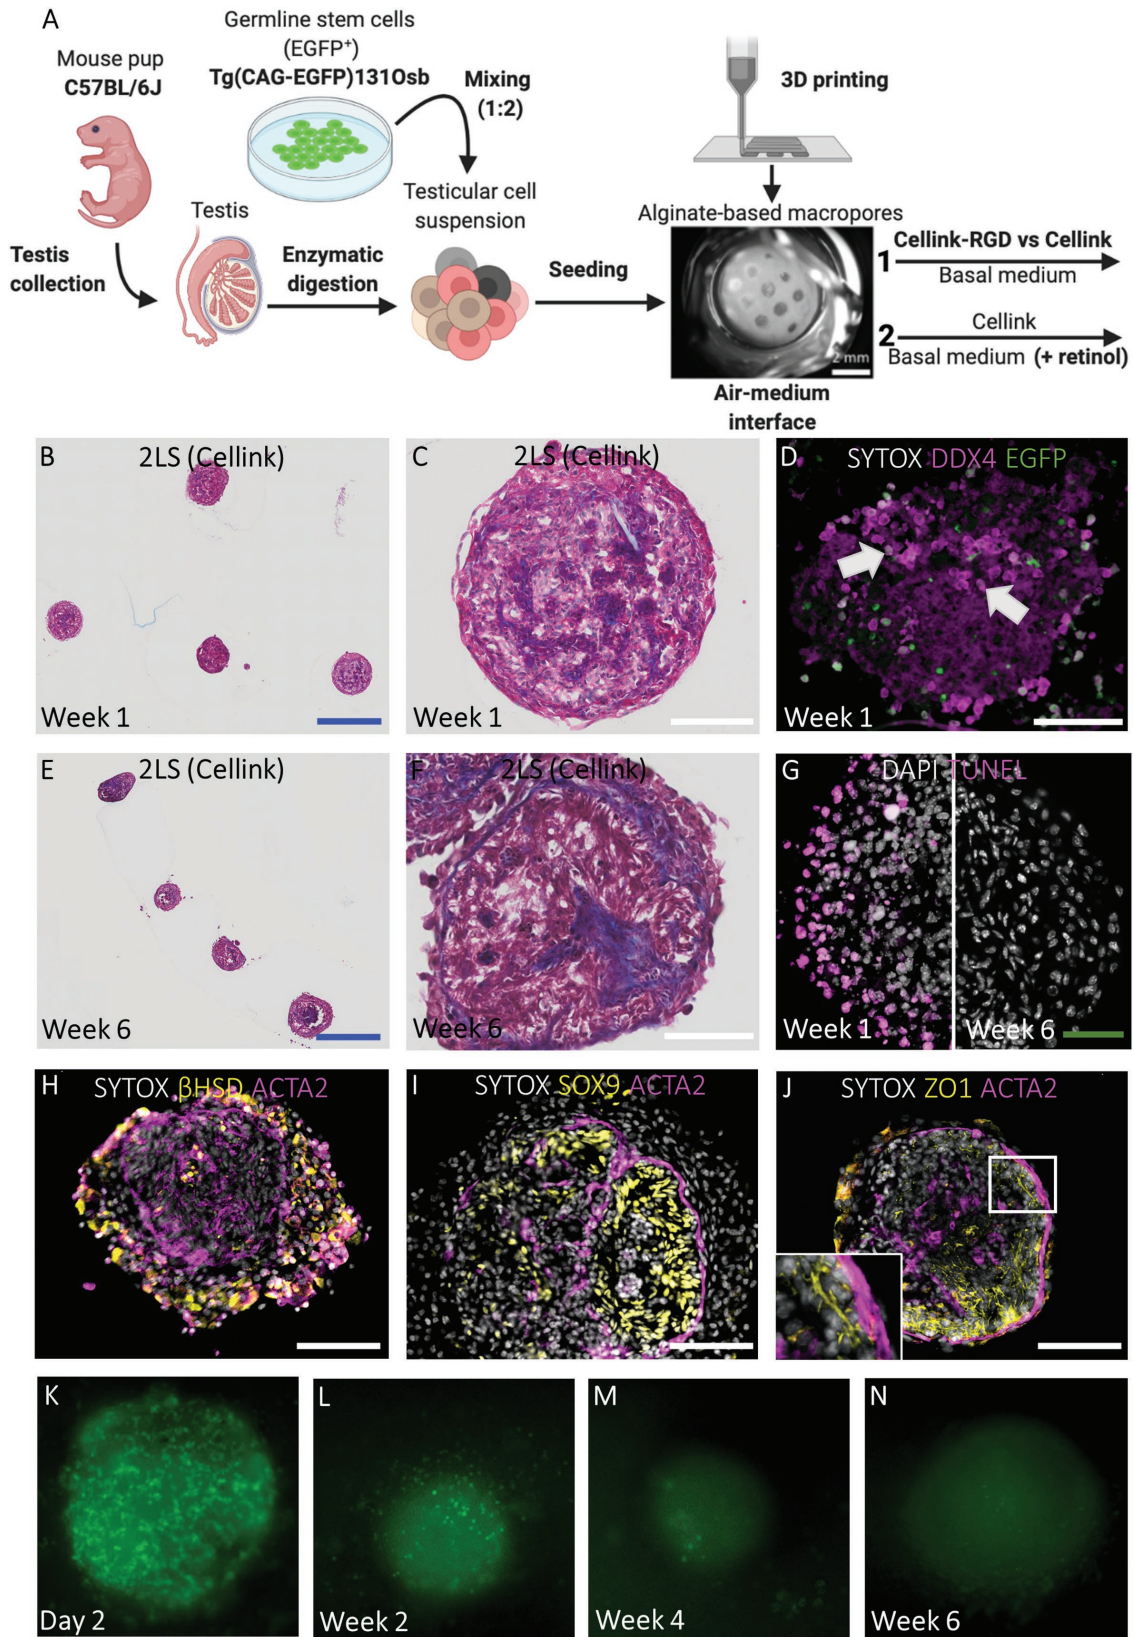 A
Mouse pup
C57BL/6J
Germline stem cells
(EGFP⁺)
Tg(CAG-EGFP)131Osb
Mixing
(1:2)
3D printing
Testis
collection
Testis
Enzymatic
digestion
Testicular cell
suspension
Seeding
Alginate-based macropores
2 mm
Air-medium
interface
1
Cellink-RGD vs Cellink
Basal medium
2
Cellink
Basal medium (+ retinol)
B
2LS (Cellink)
Week 1
C
2LS (Cellink)
Week 1
D
SYTOX DDX4 EGFP
Week 1
E
2LS (Cellink)
Week 6
F
2LS (Cellink)
Week 6
G
DAPI TUNEL
Week 1
Week 6
H
SYTOX βHSD ACTA2
I
SYTOX SOX9 ACTA2
J
SYTOX ZO1 ACTA2
K
Day 2
L
Week 2
M
Week 4
N
Week 6